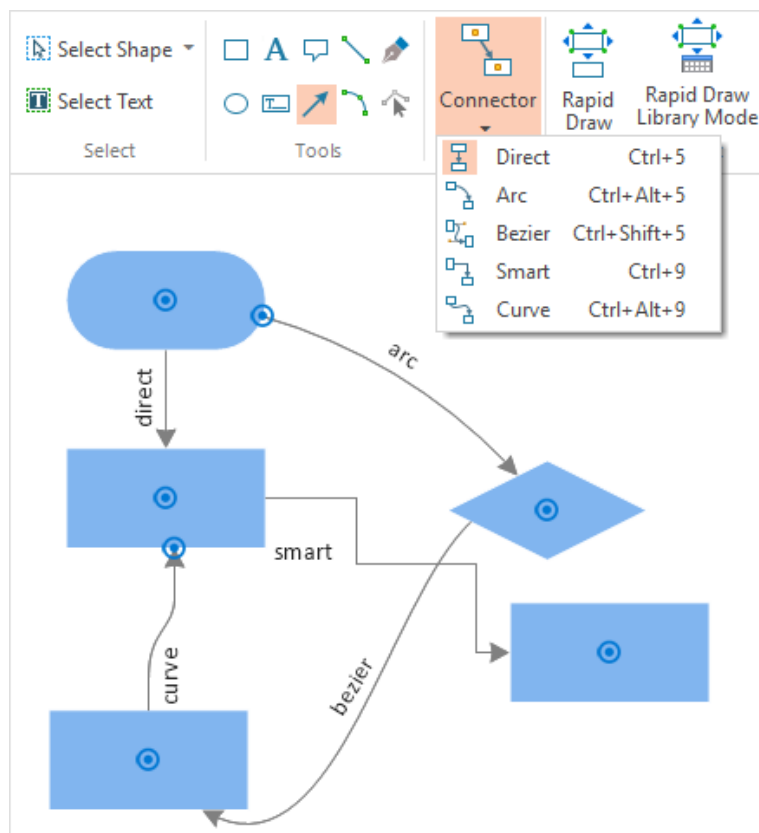 Select Shape
Select Text
Select
A
T
Tools
Connector
Rapid
Draw
Rapid Draw
Library Mode
Direct Ctrl+5
Arc Ctrl+Alt+5
Bezier Ctrl+Shift+5
Smart Ctrl+9
Curve Ctrl+Alt+9
direct
arc
smart
curve
bezier